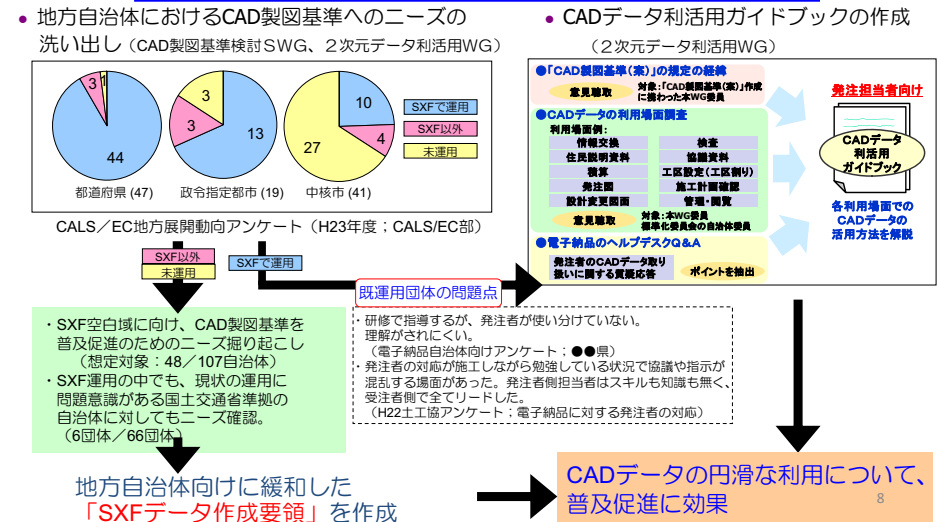 • 地方自治体におけるCAD製図基準へのニーズの
洗い出し（CAD製図基準検討SWG、２次元データ利活用WG）
3
1
44
都道府県 (47)
3
3
13
政令指定都市 (19)
10
4
27
中核市 (41)
SXFで運用
SXF以外
未運用
CALS／EC地方展開動向アンケート（H23年度；CALS/EC部）
SXF以外
未運用
SXFで運用
・SXF空白域に向け、CAD製図基準を
普及促進のためのニーズ掘り起こし
（想定対象：48／107自治体）
・SXF運用の中でも、現状の運用に
問題意識がある国土交通省準拠の
自治体に対してもニーズ確認。
（6団体／66団体）
地方自治体向けに緩和した
「SXFデータ作成要領」を作成
既運用団体の問題点
・研修で指導するが、発注者が使い分けていない。
理解がされにくい。
（電子納品自治体向けアンケート；●●県）
・発注者の対応が施工しながら勉強している状況で協議や指示が
混乱する場面があった。発注者側担当者はスキルも知識も無く、
受注者側で全てリードした。
（H22土工協アンケート；電子納品に対する発注者の対応）
• CADデータ利活用ガイドブックの作成
（２次元データ利活用WG）
●「CAD製図基準（案）」の規定の経緯
意見聴取
対象：「CAD製図基準（案）」作成
に携わった本WG委員
●CADデータの利用場面調査
利用場面例：
情報交換
検査
住民説明資料
協議資料
積算
工区設定（工区割り）
発注図
施工計画確認
設計変更図面
管理・閲覧
意見聴取
対象：本WG委員
標準化委員会の自治体委員
●電子納品のヘルプデスクQ&A
発注者のCADデータ取り
扱いに関する質疑応答
ポイントを抽出
発注担当者向け
CADデータ
利活用
ガイドブック
各利用場面での
CADデータの
活用方法を解説
CADデータの円滑な利用について、
普及促進に効果
8